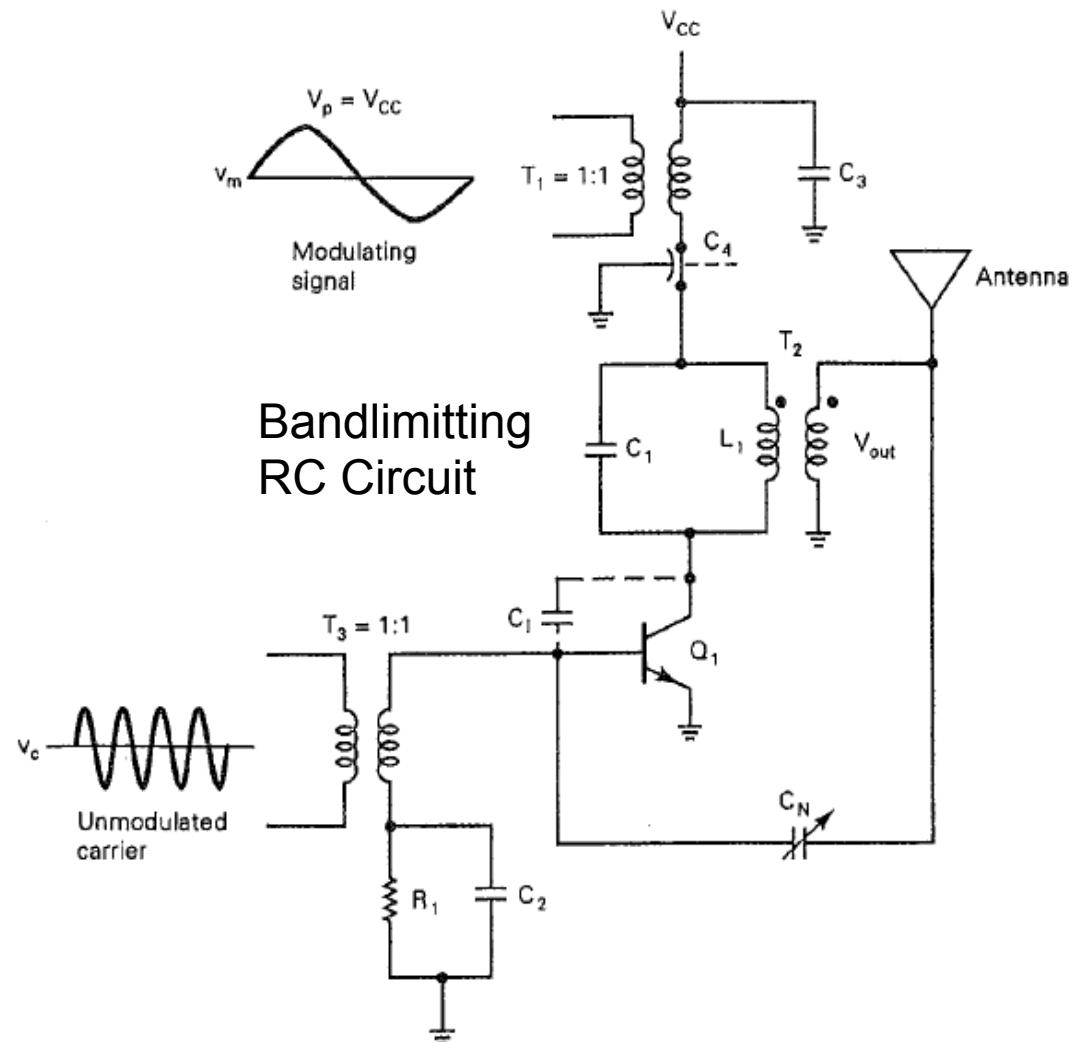 V_CC
V_p = V_CC
v_m
Modulating
signal
T_1 = 1:1
C_3
C_4
Antenna
T_2
Bandlimitting
RC Circuit
C_1
L_1
V_out
C_I
T_3 = 1:1
Q_1
v_c
Unmodulated
carrier
C_N
R_1
C_2